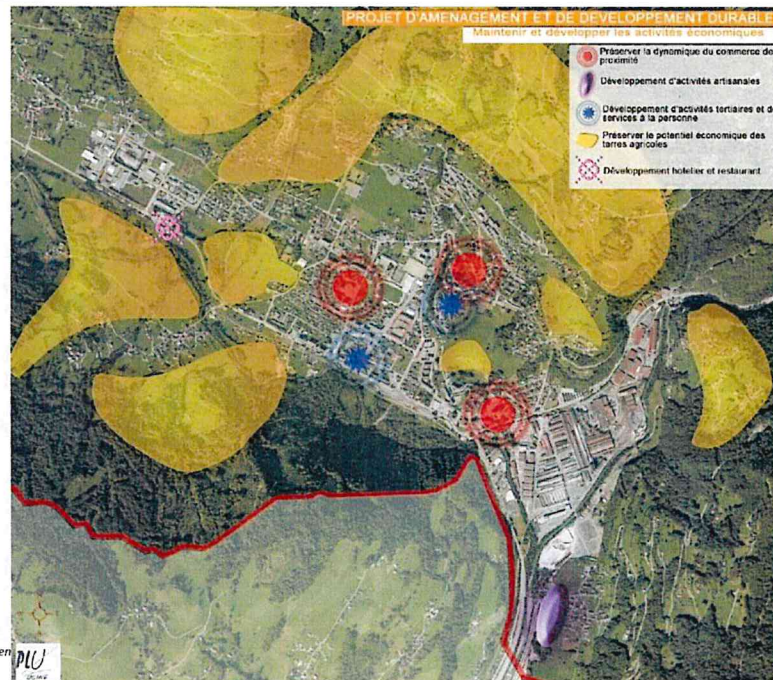 PROJET D'AMENAGEMENT ET DE DEVELOPPEMENT DURABLE
Maintenir et développer les activités économiques
Préserver la dynamique du commerce de
proximité
Développement d'activités artisanales
Développement d'activités tertiaires et d
services à la personne
Préserver le potentiel économique des
terres agricoles
Développement hotelier et restaurant
en
PLU